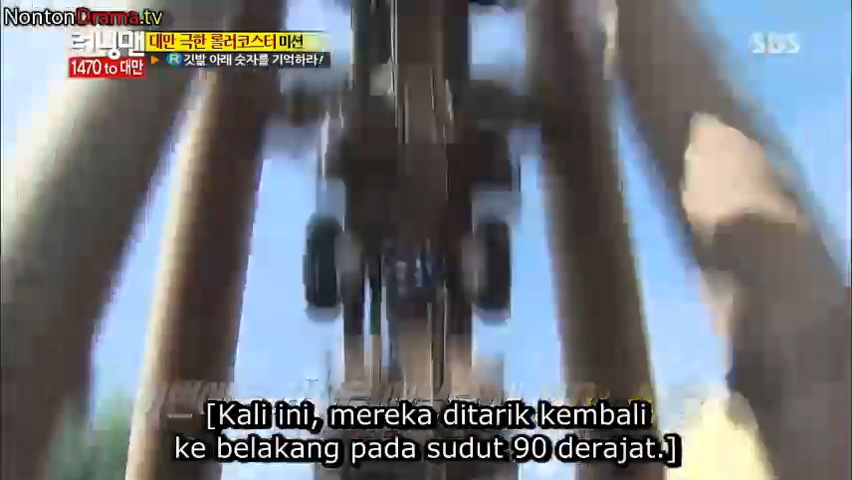 NontonDrama.tv
런닝맨
대만 극한 롤러코스터 미션
1470 to 대만
R 깃발 아래 숫자를 기억하라!
SBS
[Kali ini, mereka ditarik kembali
ke belakang pada sudut 90 derajat.]